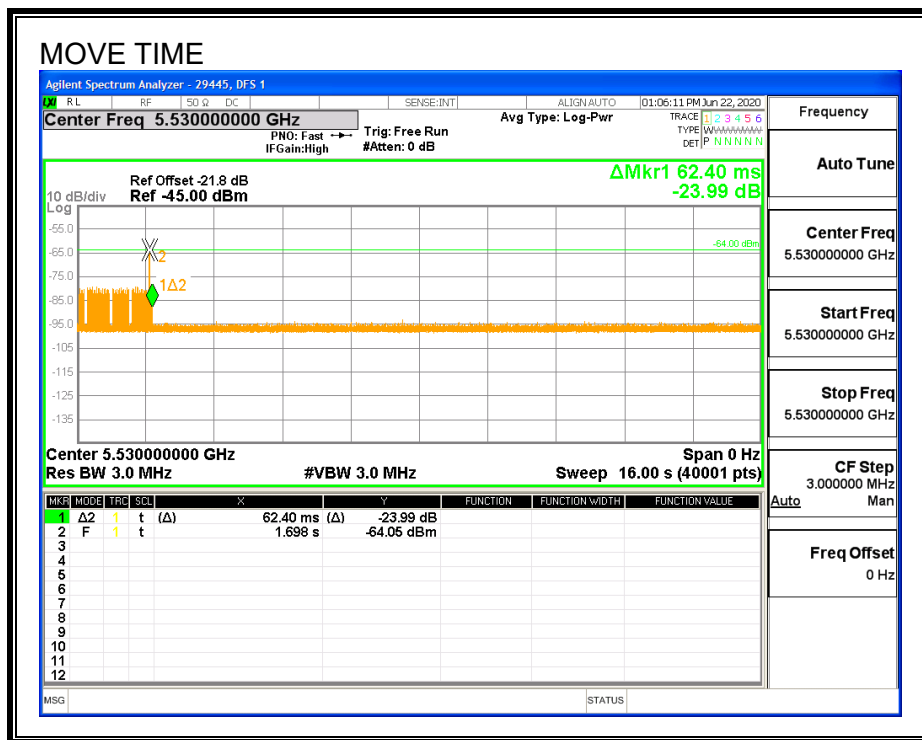 MOVE TIME
Agilent Spectrum Analyzer - 29445, DFS 1
LXI RL RF 50 Ω DC SENSE:INT ALIGN AUTO 01:06:11 PM Jun 22, 2020
Center Freq 5.530000000 GHz
PNO: Fast
IFGain:High
Trig: Free Run
#Atten: 0 dB
Avg Type: Log-Pwr
TRACE 1 2 3 4 5 6
TYPE W
DET P N N N N N
Frequency
Auto Tune
Ref Offset -21.8 dB
10 dB/div Ref -45.00 dBm
Log
ΔMkr1 62.40 ms
-23.99 dB
-55.0
-65.0
-75.0
-85.0
-95.0
-105
-115
-125
-135
-64.00 dBm
2
1Δ2
Center 5.530000000 GHz Span 0 Hz
Res BW 3.0 MHz #VBW 3.0 MHz Sweep 16.00 s (40001 pts)
Center Freq
5.530000000 GHz
Start Freq
5.530000000 GHz
Stop Freq
5.530000000 GHz
CF Step
3.000000 MHz
Auto Man
Freq Offset
0 Hz
MKR MODE TRC SCL X Y FUNCTION FUNCTION WIDTH FUNCTION VALUE
1 Δ2 1 t (Δ) 62.40 ms (Δ) -23.99 dB
2 F 1 t 1.698 s -64.05 dBm
3
4
5
6
7
8
9
10
11
12
MSG STATUS